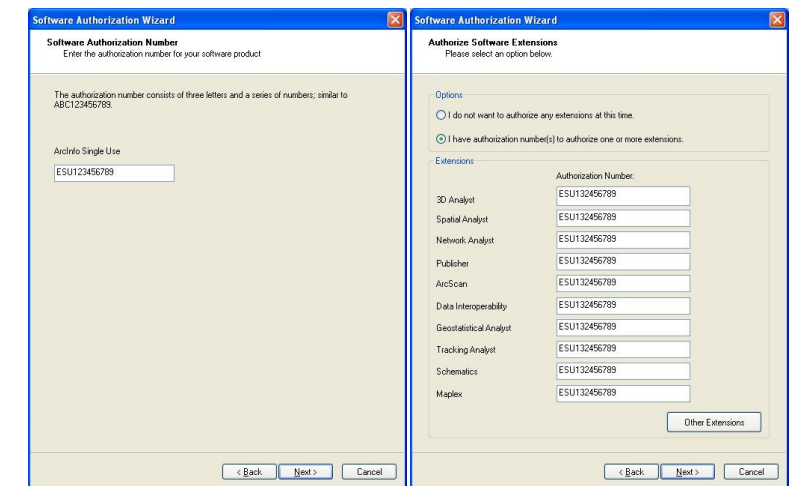 Software Authorization Wizard
Software Authorization Number
Enter the authorization number for your software product
The authorization number consists of three letters and a series of numbers; similar to
ABC123456789.
ArcInfo Single Use
ESU123456789
< Back Next > Cancel
Software Authorization Wizard
Authorize Software Extensions
Please select an option below.
Options
I do not want to authorize any extensions at this time.
I have authorization number(s) to authorize one or more extensions.
Extensions
Authorization Number:
3D Analyst ESU132456789
Spatial Analyst ESU132456789
Network Analyst ESU132456789
Publisher ESU132456789
ArcScan ESU132456789
Data Interoperability ESU132456789
Geostatistical Analyst ESU132456789
Tracking Analyst ESU132456789
Schematics ESU132456789
Maplex ESU132456789
Other Extensions
< Back Next > Cancel